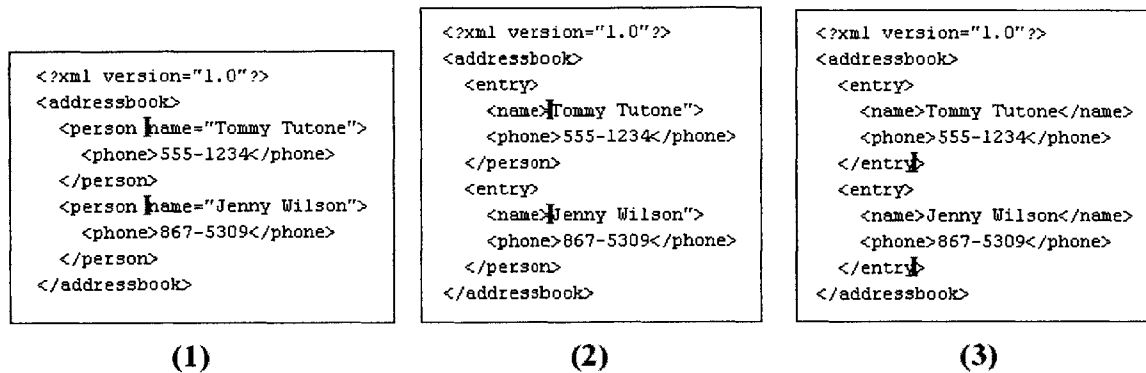 <?xml version="1.0"?>
<addressbook>
<person name="Tommy Tutone">
<phone>555-1234</phone>
</person>
<person name="Jenny Wilson">
<phone>867-5309</phone>
</person>
</addressbook>
(1)
<?xml version="1.0"?>
<addressbook>
<entry>
<name>Tommy Tutone">
<phone>555-1234</phone>
</person>
<entry>
<name>Jenny Wilson">
<phone>867-5309</phone>
</person>
</addressbook>
(2)
<?xml version="1.0"?>
<addressbook>
<entry>
<name>Tommy Tutone</name>
<phone>555-1234</phone>
</entry>
<entry>
<name>Jenny Wilson</name>
<phone>867-5309</phone>
</entry>
</addressbook>
(3)